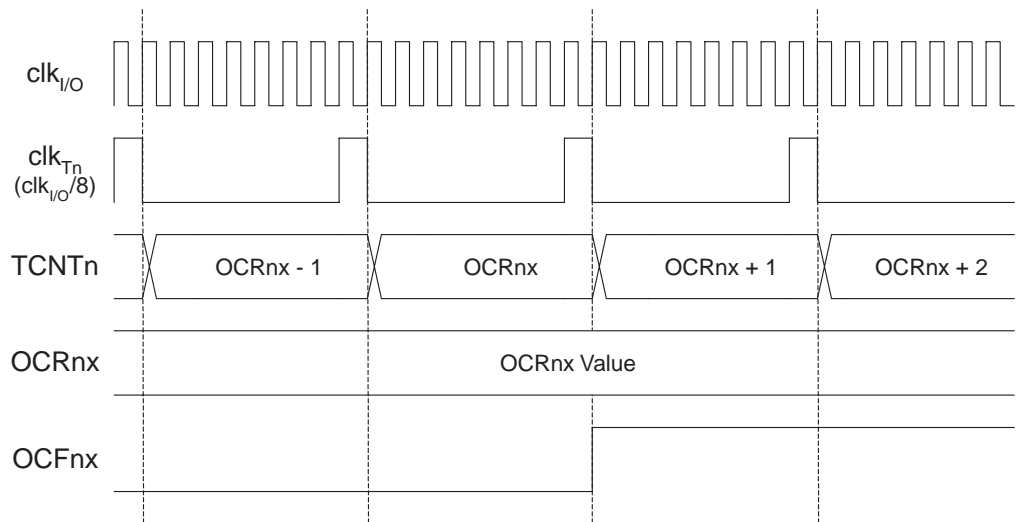 clkI/O
clkTn
(clkI/O/8)
TCNTn OCRnx - 1 OCRnx OCRnx + 1 OCRnx + 2
OCRnx OCRnx Value
OCFnx